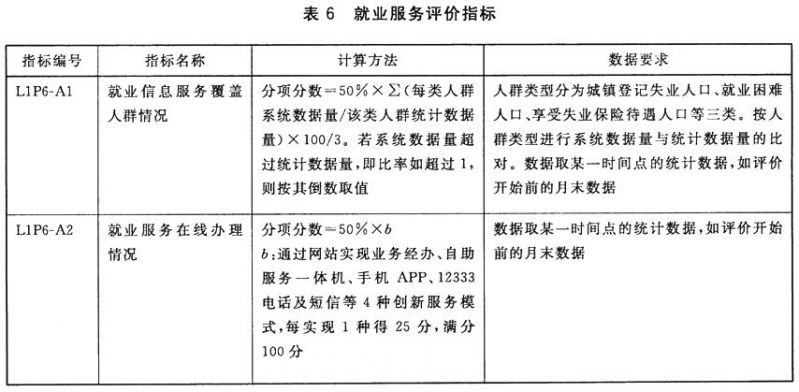 表 6 就业服务评价指标
指标编号 指标名称 计算方法 数据要求
L1P6-A1 就业信息服务覆盖
人群情况
分项分数=50%×Σ(每类人群
系统数据量/该类人群统计数据
量)×100/3。若系统数据量超
过统计数据量,即比率如超过 1,
则按其倒数取值
人群类型分为城镇登记失业人口、就业困难
人口、享受失业保险待遇人口等三类。按人
群类型进行系统数据量与统计数据量的比
对。数据取某一时间点的统计数据,如评价
开始前的月末数据
L1P6-A2 就业服务在线办理
情况
分项分数=50%×b
b:通过网站实现业务经办、自助
服务一体机、手机 APP、12333
电话及短信等 4 种创新服务模
式,每实现 1 种得 25 分,满分
100 分
数据取某一时间点的统计数据,如评价开始
前的月末数据